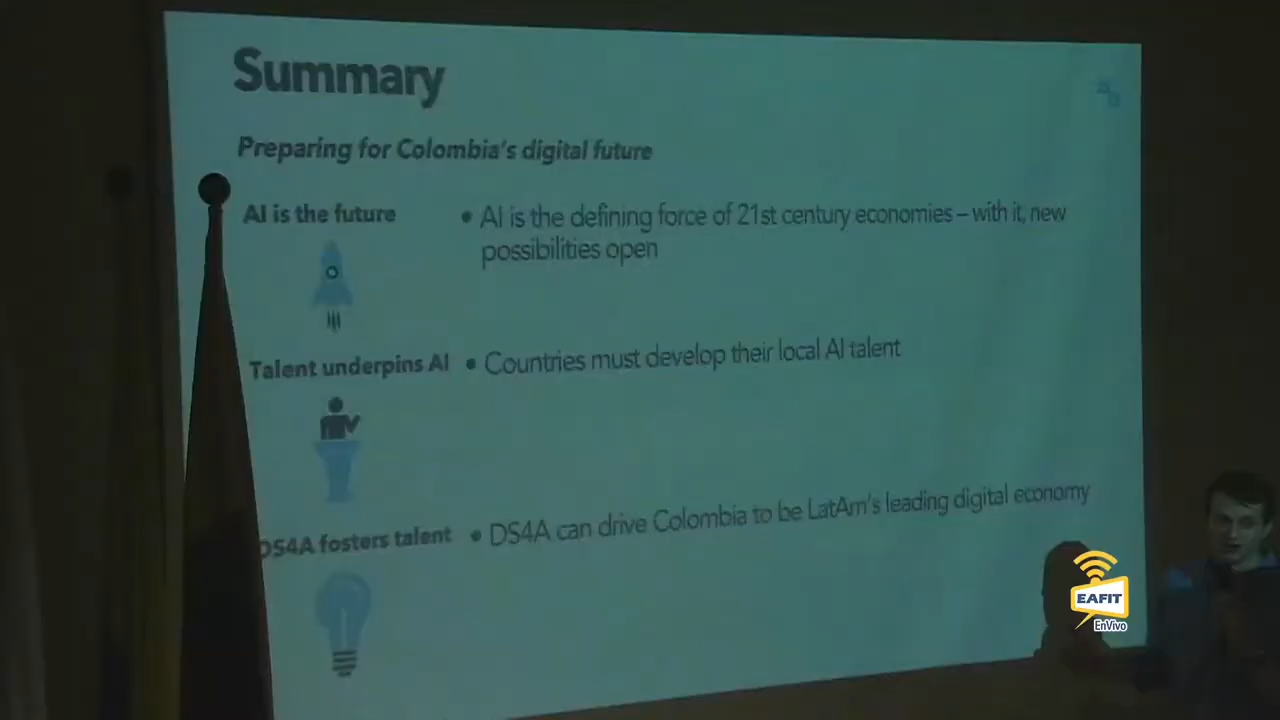 Summary
Preparing for Colombia's digital future
AI is the future
• AI is the defining force of 21st century economies – with it, new
possibilities open
Talent underpins AI
• Countries must develop their local AI talent
DS4A fosters talent
• DS4A can drive Colombia to be LatAm's leading digital economy
EAFIT
EnVivo